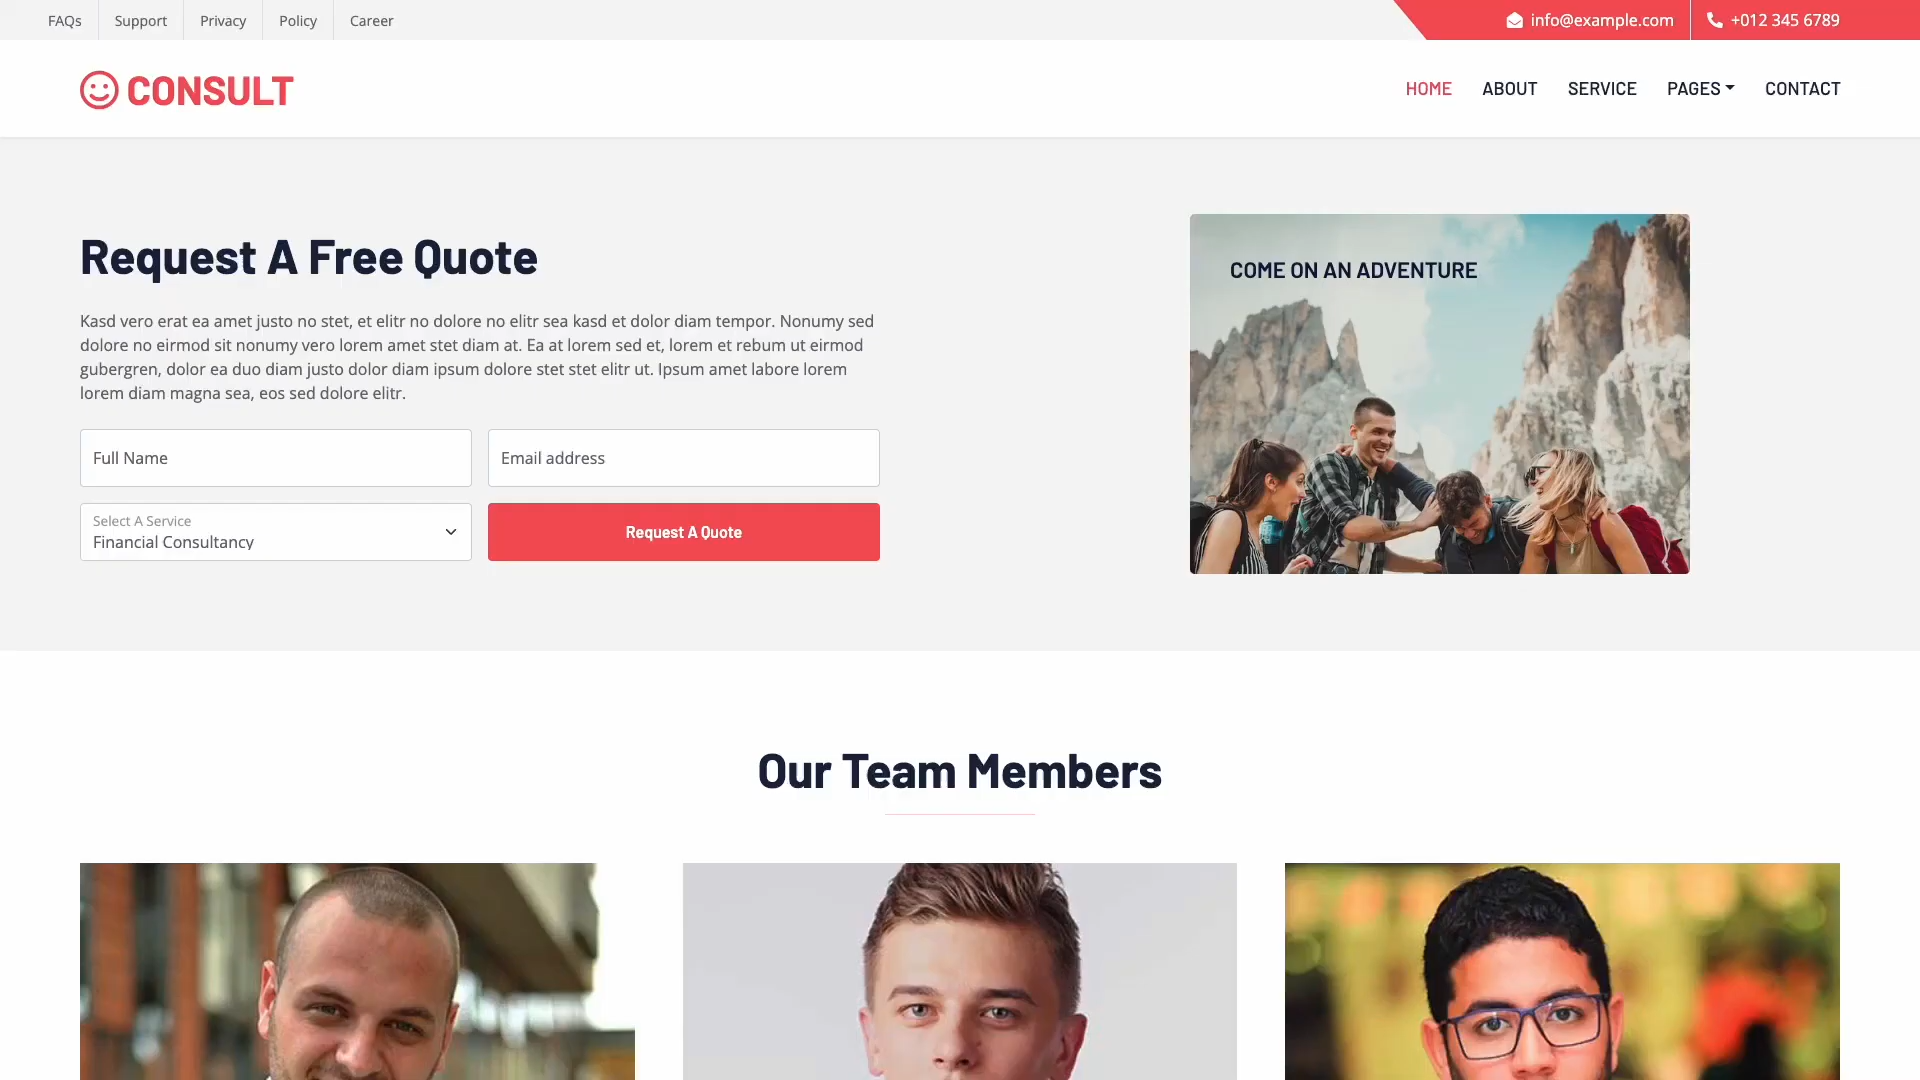 FAQs
Support
Privacy
Policy
Career
info@example.com
+012 345 6789
CONSULT
HOME
ABOUT
SERVICE
PAGES
CONTACT
Request A Free Quote
Kasd vero erat ea amet justo no stet, et elitr no dolore no elitr sea kasd et dolor diam tempor. Nonumy sed
dolore no eirmod sit nonumy vero lorem amet stet diam at. Ea at lorem sed et, lorem et rebum ut eirmod
gubergren, dolor ea duo diam justo dolor diam ipsum dolore stet stet elitr ut. Ipsum amet labore lorem
lorem diam magna sea, eos sed dolore elitr.
Full Name
Email address
Select A Service
Financial Consultancy
Request A Quote
COME ON AN ADVENTURE
Our Team Members